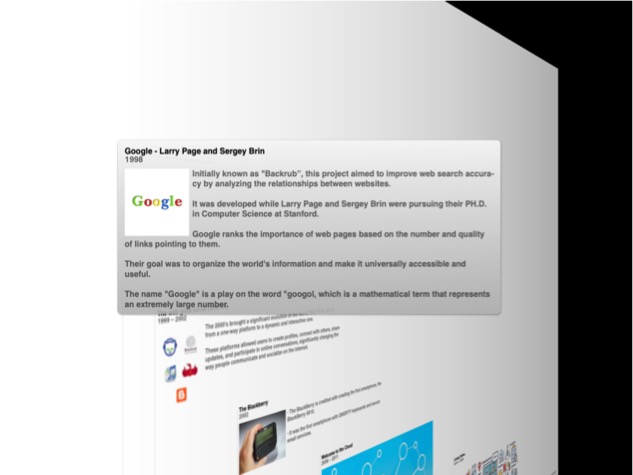 Google - Larry Page and Sergey Brin
1998
Initially known as "Backrub", this project aimed to improve web search accura-
cy by analyzing the relationships between websites.
Google
It was developed while Larry Page and Sergey Brin were pursuing their PH.D.
in Computer Science at Stanford.
Google ranks the importance of web pages based on the number and quality
of links pointing to them.
Their goal was to organize the world's information and make it universally accessible and
useful.
The name "Google" is a play on the word "googol, which is a mathematical term that represents
an extremely large number.
1999 - 2002
The 2000's brought a significant evolution
from a one-way platform to a dynamic and interactive one.
These platforms allowed users to create profiles, connect with others, share
updates, and participate in online conversations, significantly changing the
way people communicate and socialize on the internet.
The Blackberry
2002
- The BlackBerry is credited with creating the first smartphone, the
BlackBerry
- It was the first smartphone with QWERTY keyboards and secure
email services.
Welcome to the Cloud